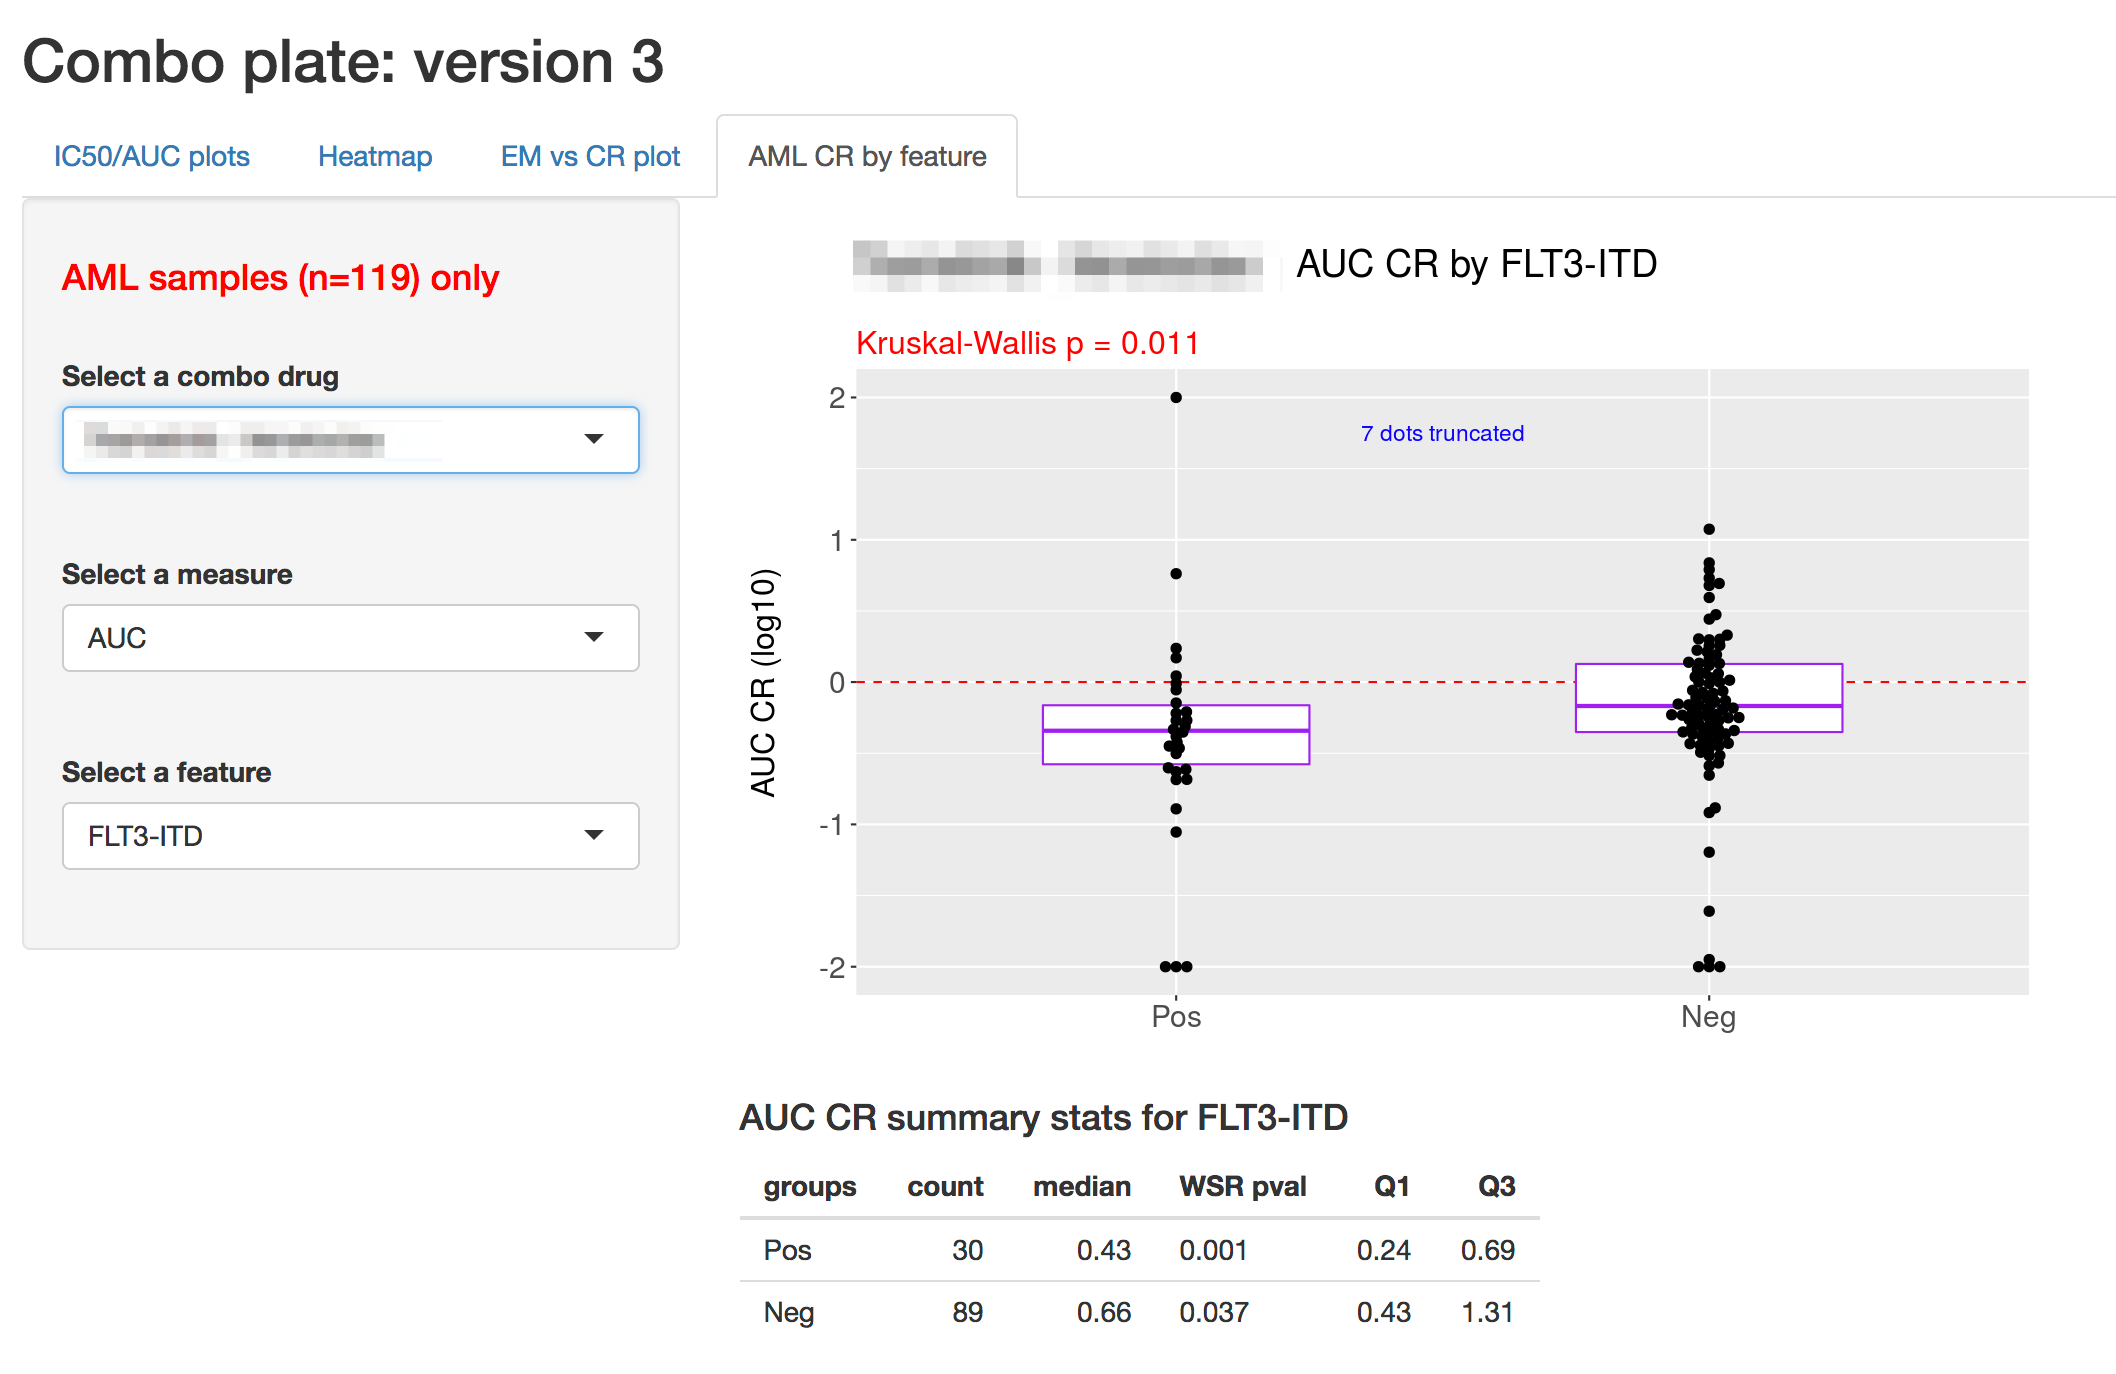 Combo plate: version 3
IC50/AUC plots Heatmap EM vs CR plot AML CR by feature
AML samples (n=119) only
Select a combo drug
Select a measure
AUC
Select a feature
FLT3-ITD
AUC CR by FLT3-ITD
Kruskal-Wallis p = 0.011
7 dots truncated
AUC CR (log10)
2
1
0
-1
-2
Pos Neg
AUC CR summary stats for FLT3-ITD
groups count median WSR pval Q1 Q3
Pos 30 0.43 0.001 0.24 0.69
Neg 89 0.66 0.037 0.43 1.31